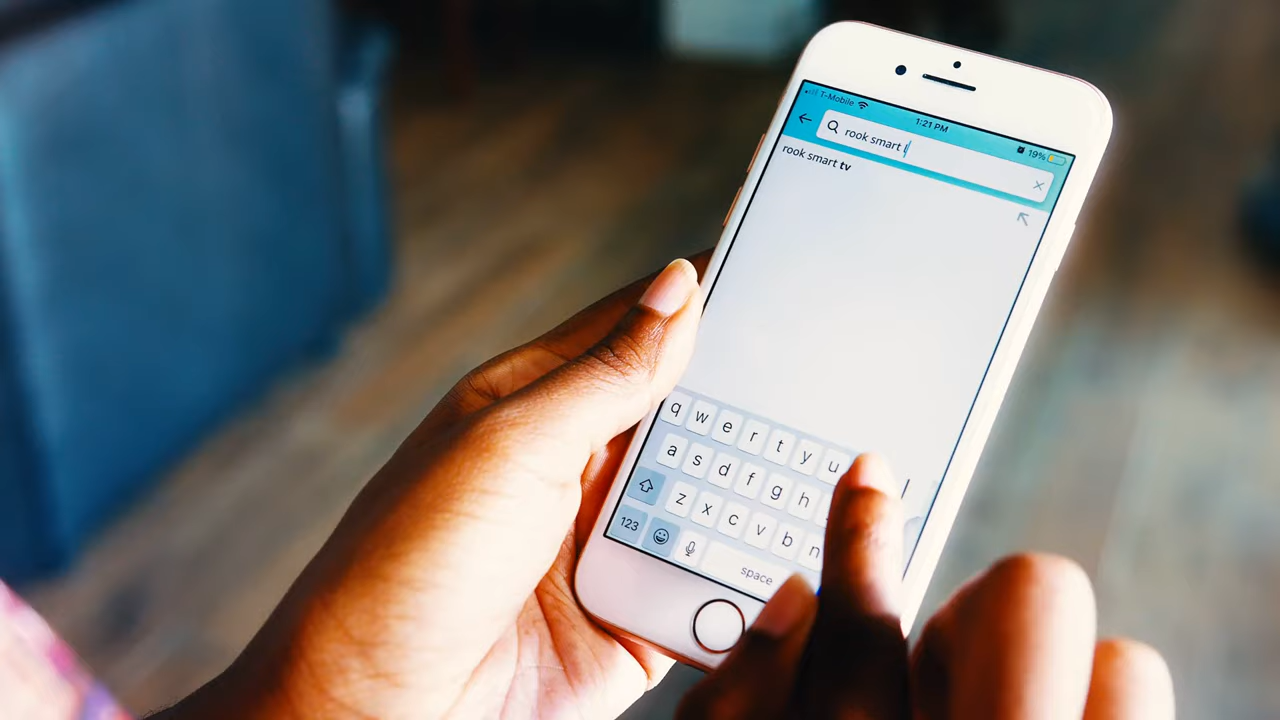 T-Mobile 1:21 PM 19%
rook smart t
rook smart tv
q w e r t y u
a s d f g h
z x c v b n
123 space